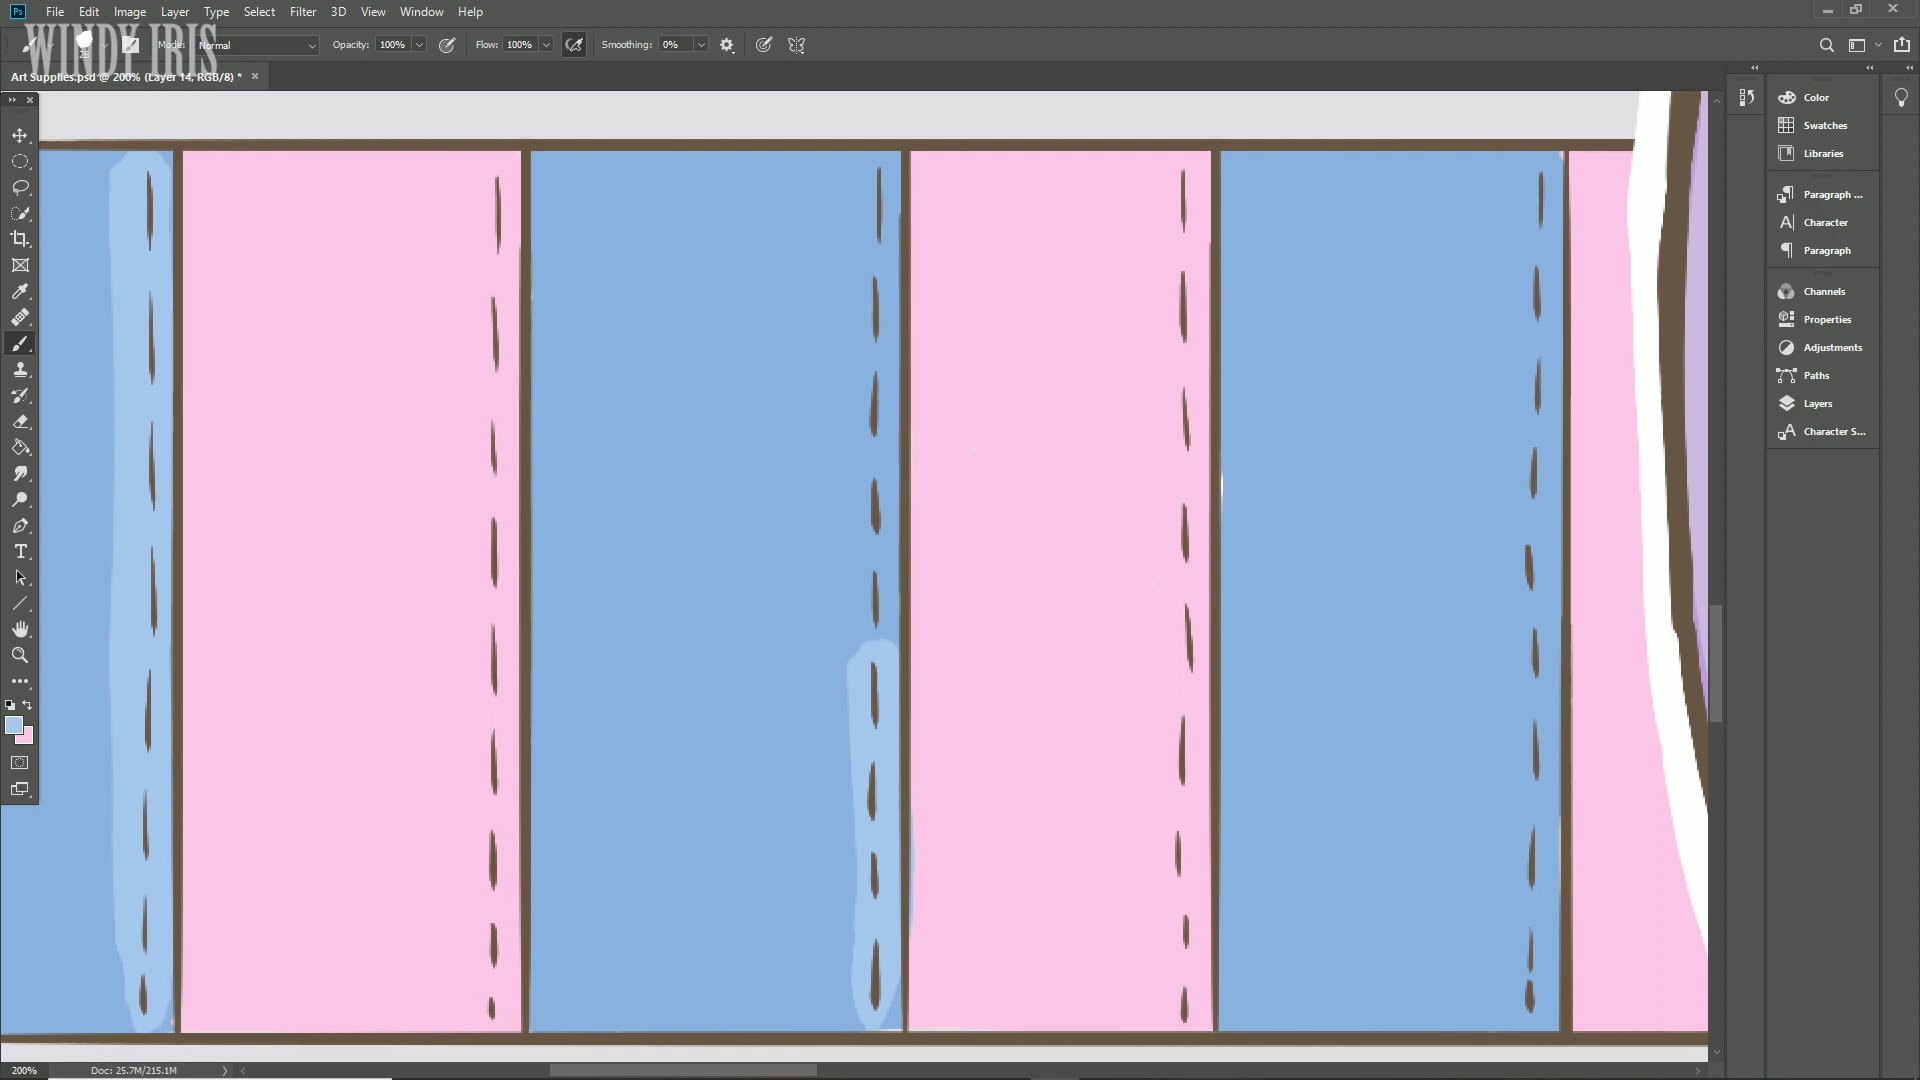 Ps File Edit Image Layer Type Select Filter 3D View Window Help
WINDY IRIS
28 Mode: Normal Opacity: 100% Flow: 100% Smoothing: 0%
Art Supplies.psd @ 200% (Layer 14, RGB/8) *
Color
Swatches
Libraries
Paragraph ...
Character
Paragraph
Channels
Properties
Adjustments
Paths
Layers
Character S...
200% Doc: 25.7M/215.1M